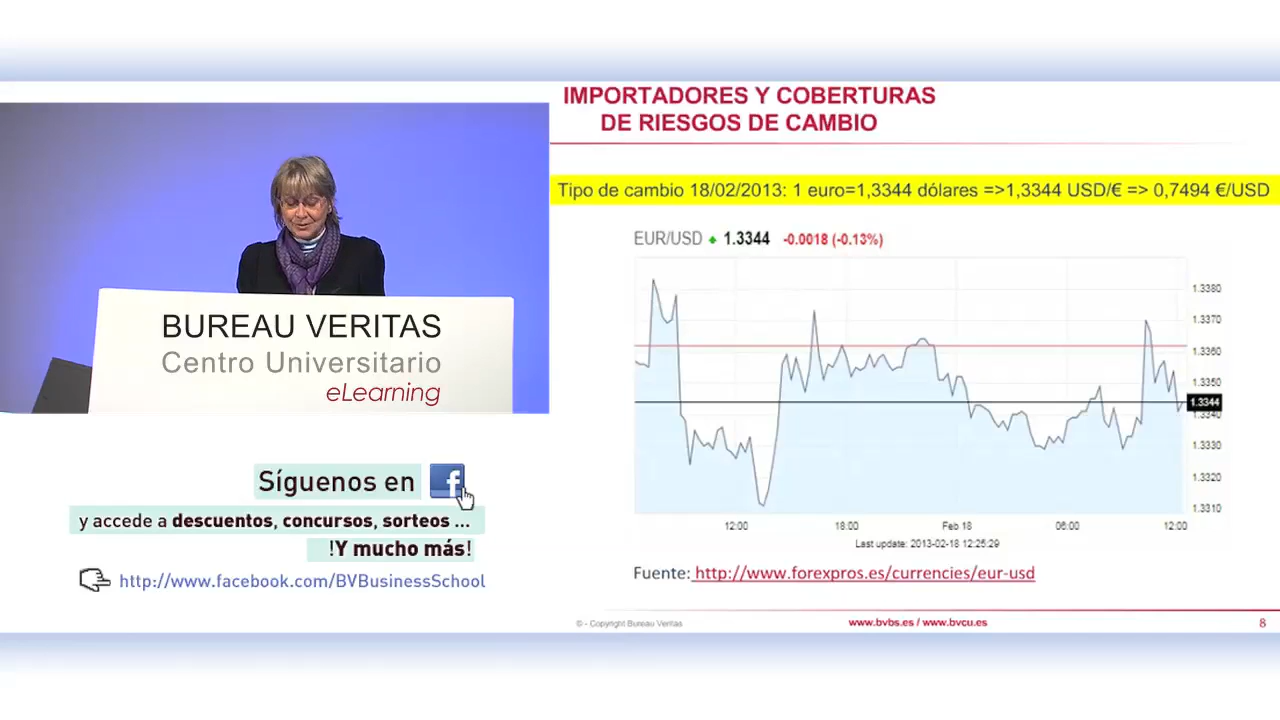 IMPORTADORES Y COBERTURAS
DE RIESGOS DE CAMBIO
Tipo de cambio 18/02/2013: 1 euro=1,3344 dólares =>1,3344 USD/€ => 0,7494 €/USD
EUR/USD 1.3344 -0.0018 (-0.13%)
1.3380
1.3370
1.3360
1.3350
1.3344
1.3340
1.3330
1.3320
1.3310
12:00 18:00 Feb 18 06:00 12:00
Last update: 2013-02-18 12:25:29
Fuente: http://www.forexpros.es/currencies/eur-usd
© - Copyright Bureau Veritas www.bvbs.es / www.bvcu.es 8
BUREAU VERITAS
Centro Universitario
eLearning
Síguenos en f
y accede a descuentos, concursos, sorteos ...
!Y mucho más!
http://www.facebook.com/BVBusinessSchool